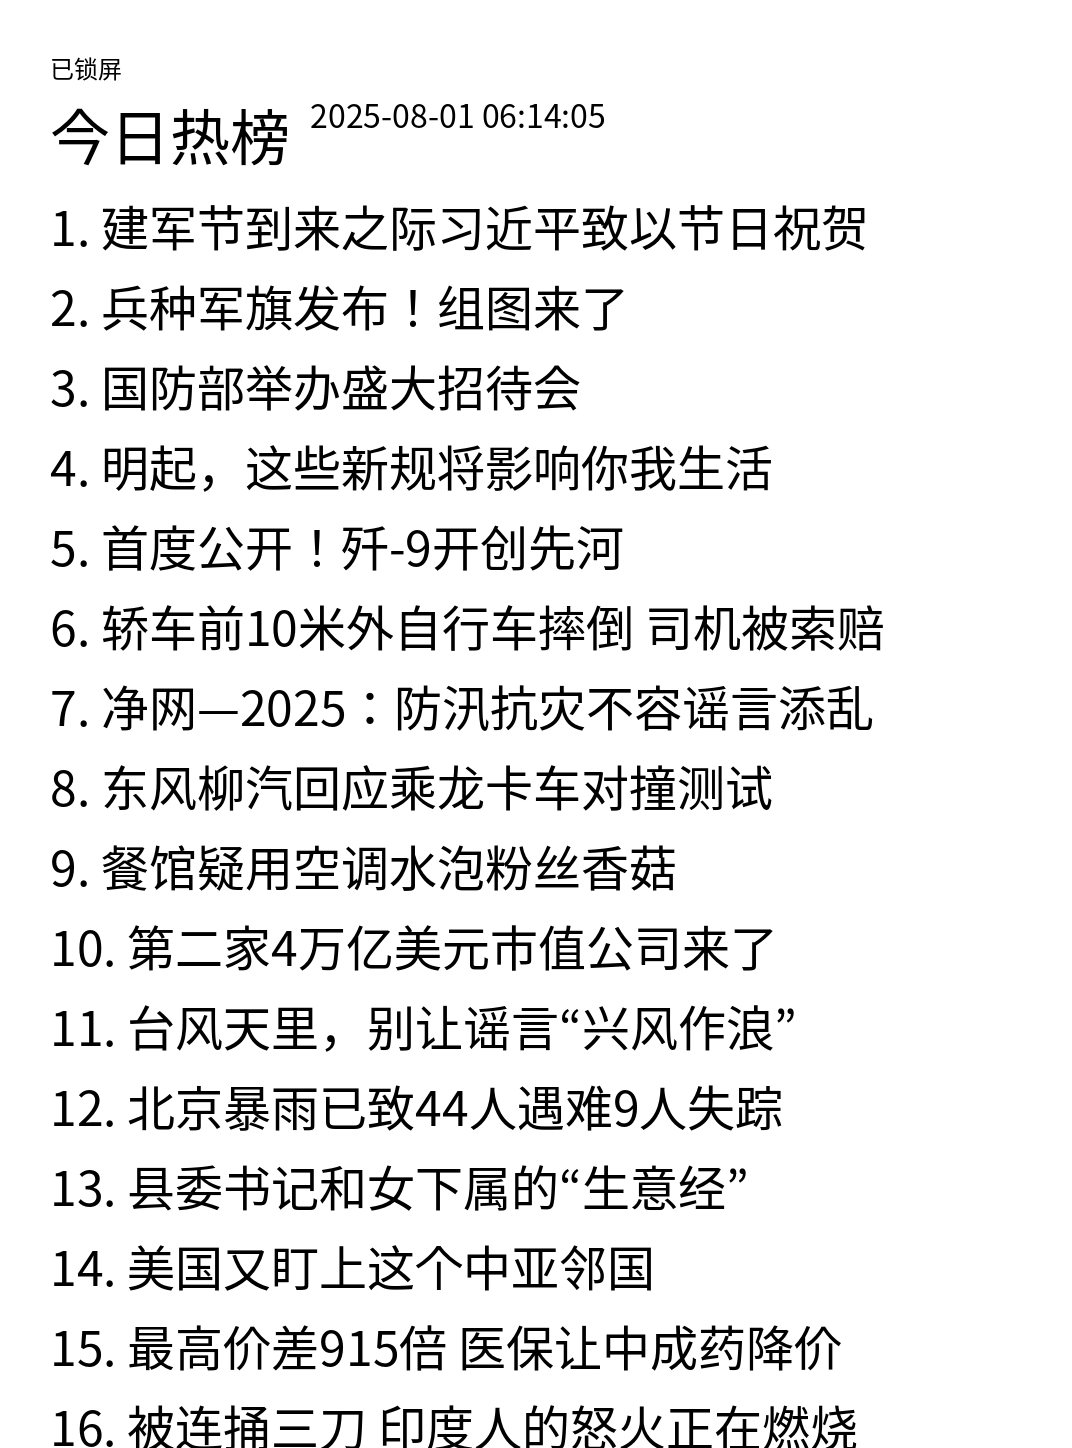 已锁屏
今日热榜 2025-08-01 06:14:05
1. 建军节到来之际习近平致以节日祝贺
2. 兵种军旗发布！组图来了
3. 国防部举办盛大招待会
4. 明起，这些新规将影响你我生活
5. 首度公开！歼-9开创先河
6. 轿车前10米外自行车摔倒 司机被索赔
7. 净网—2025：防汛抗灾不容谣言添乱
8. 东风柳汽回应乘龙卡车对撞测试
9. 餐馆疑用空调水泡粉丝香菇
10. 第二家4万亿美元市值公司来了
11. 台风天里，别让谣言“兴风作浪”
12. 北京暴雨已致44人遇难9人失踪
13. 县委书记和女下属的“生意经”
14. 美国又盯上这个中亚邻国
15. 最高价差915倍 医保让中成药降价
16. 被连捅三刀 印度人的怒火正在燃烧